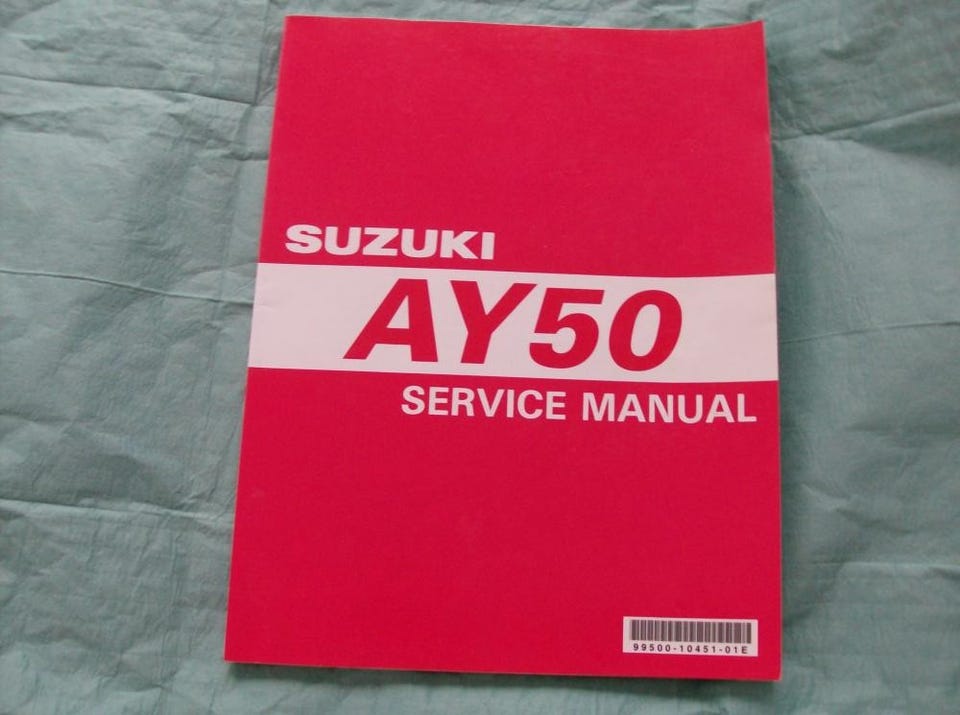 SUZUKI
AY50
SERVICE MANUAL
99500-10451-01E